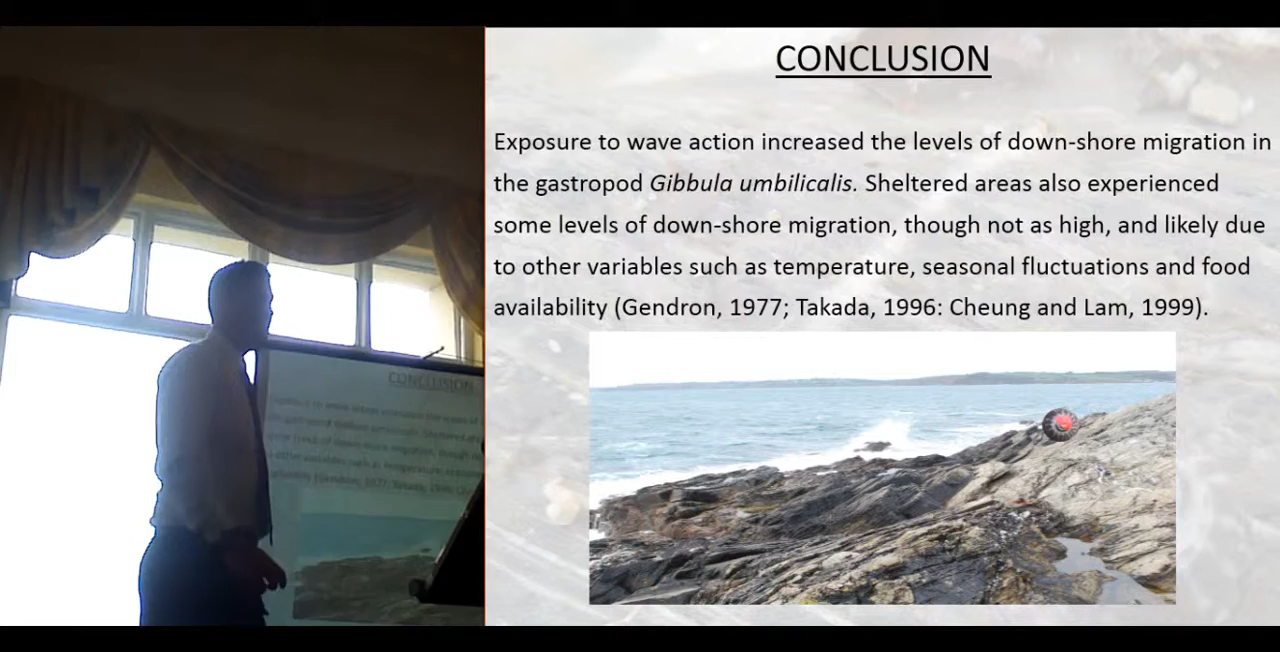 CONCLUSION
Exposure to wave action increased the levels of down-shore migration in
the gastropod Gibbula umbilicalis. Sheltered areas also experienced
some levels of down-shore migration, though not as high, and likely due
to other variables such as temperature, seasonal fluctuations and food
availability (Gendron, 1977; Takada, 1996: Cheung and Lam, 1999).
CONCLUSION